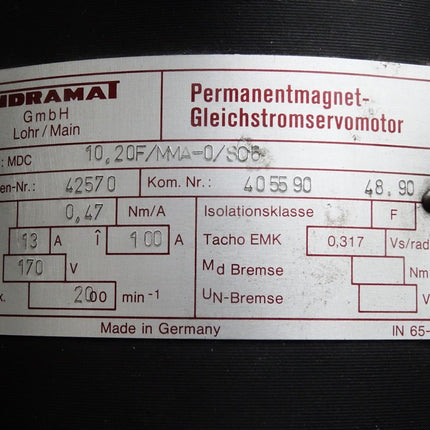 INDRAMAT
GmbH
Lohr/Main
Permanentmagnet-
Gleichstromservomotor
: MDC 10,20F/MMA-0/S06
en-Nr.: 42570 Kom. Nr.: 405590 48.90
0,47 Nm/A Isolationsklasse F
13 A Î 100 A Tacho EMK 0,317 Vs/rad
170 V Md Bremse Nm
x. 2000 min-1 UN-Bremse V
Made in Germany IN 65-